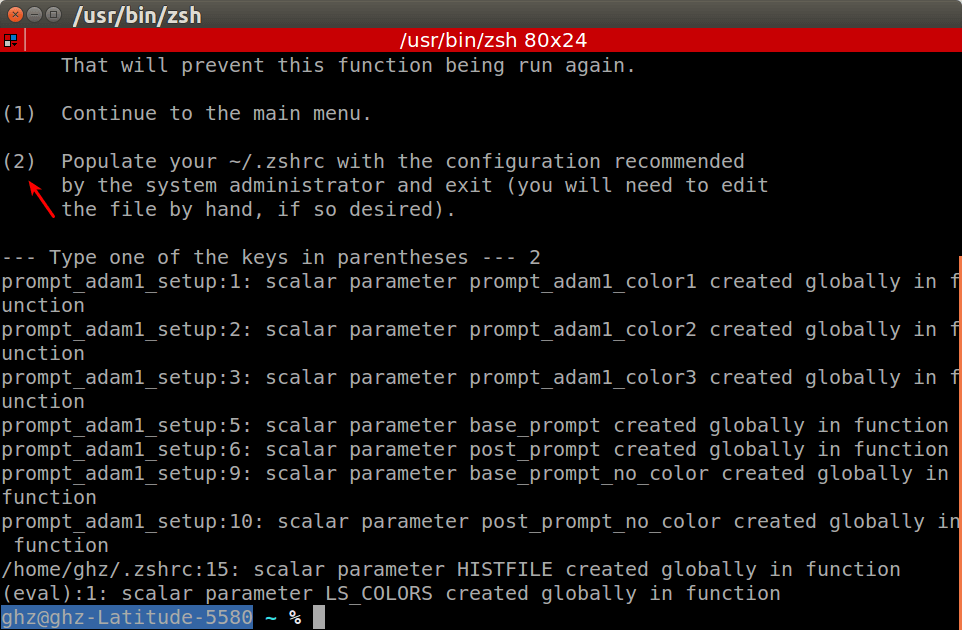 /usr/bin/zsh
/usr/bin/zsh 80x24
That will prevent this function being run again.
(1)  Continue to the main menu.
(2)  Populate your ~/.zshrc with the configuration recommended
by the system administrator and exit (you will need to edit
the file by hand, if so desired).
--- Type one of the keys in parentheses --- 2
prompt_adam1_setup:1: scalar parameter prompt_adam1_color1 created globally in f
unction
prompt_adam1_setup:2: scalar parameter prompt_adam1_color2 created globally in f
unction
prompt_adam1_setup:3: scalar parameter prompt_adam1_color3 created globally in f
unction
prompt_adam1_setup:5: scalar parameter base_prompt created globally in function
prompt_adam1_setup:6: scalar parameter post_prompt created globally in function
prompt_adam1_setup:9: scalar parameter base_prompt_no_color created globally in
function
prompt_adam1_setup:10: scalar parameter post_prompt_no_color created globally in
function
/home/ghz/.zshrc:15: scalar parameter HISTFILE created globally in function
(eval):1: scalar parameter LS_COLORS created globally in function
ghz@ghz-Latitude-5580 ~ %